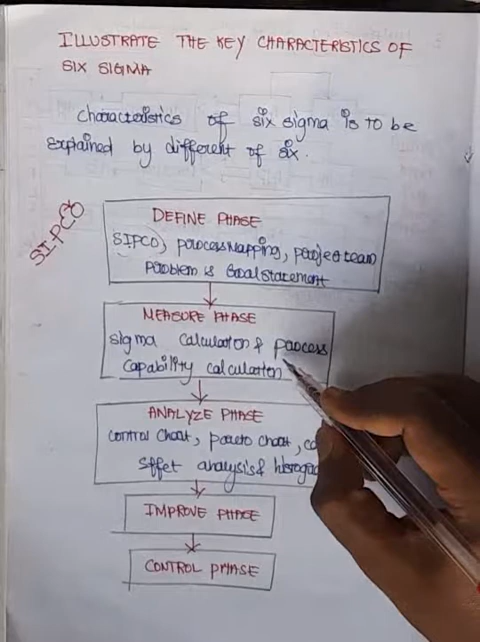 ILLUSTRATE THE KEY CHARACTERISTICS OF
SIX SIGMA
Characteristics of six sigma is to be
explained by different of six.
SIPCO
DEFINE PHASE
SIPCO, processMapping, project team
Problem is Goal statement
MEASURE PHASE
Sigma calculation & process
capability calculation
ANALYZE PHASE
control chart, pareto chart,
effet analysis &
IMPROVE PHASE
CONTROL PHASE